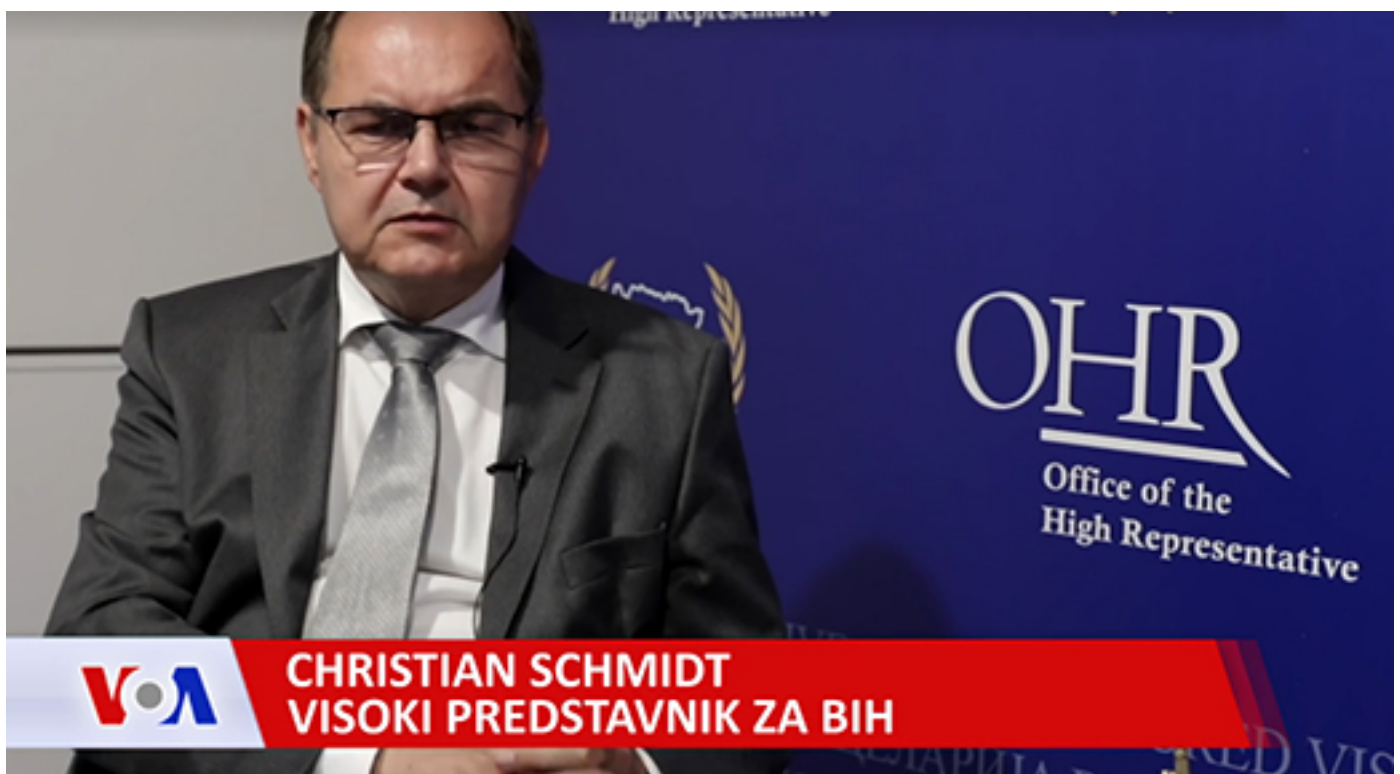 High Representative
OHR
Office of the
High Representative
VOA
CHRISTIAN SCHMIDT
VISOKI PREDSTAVNIK ZA BIH